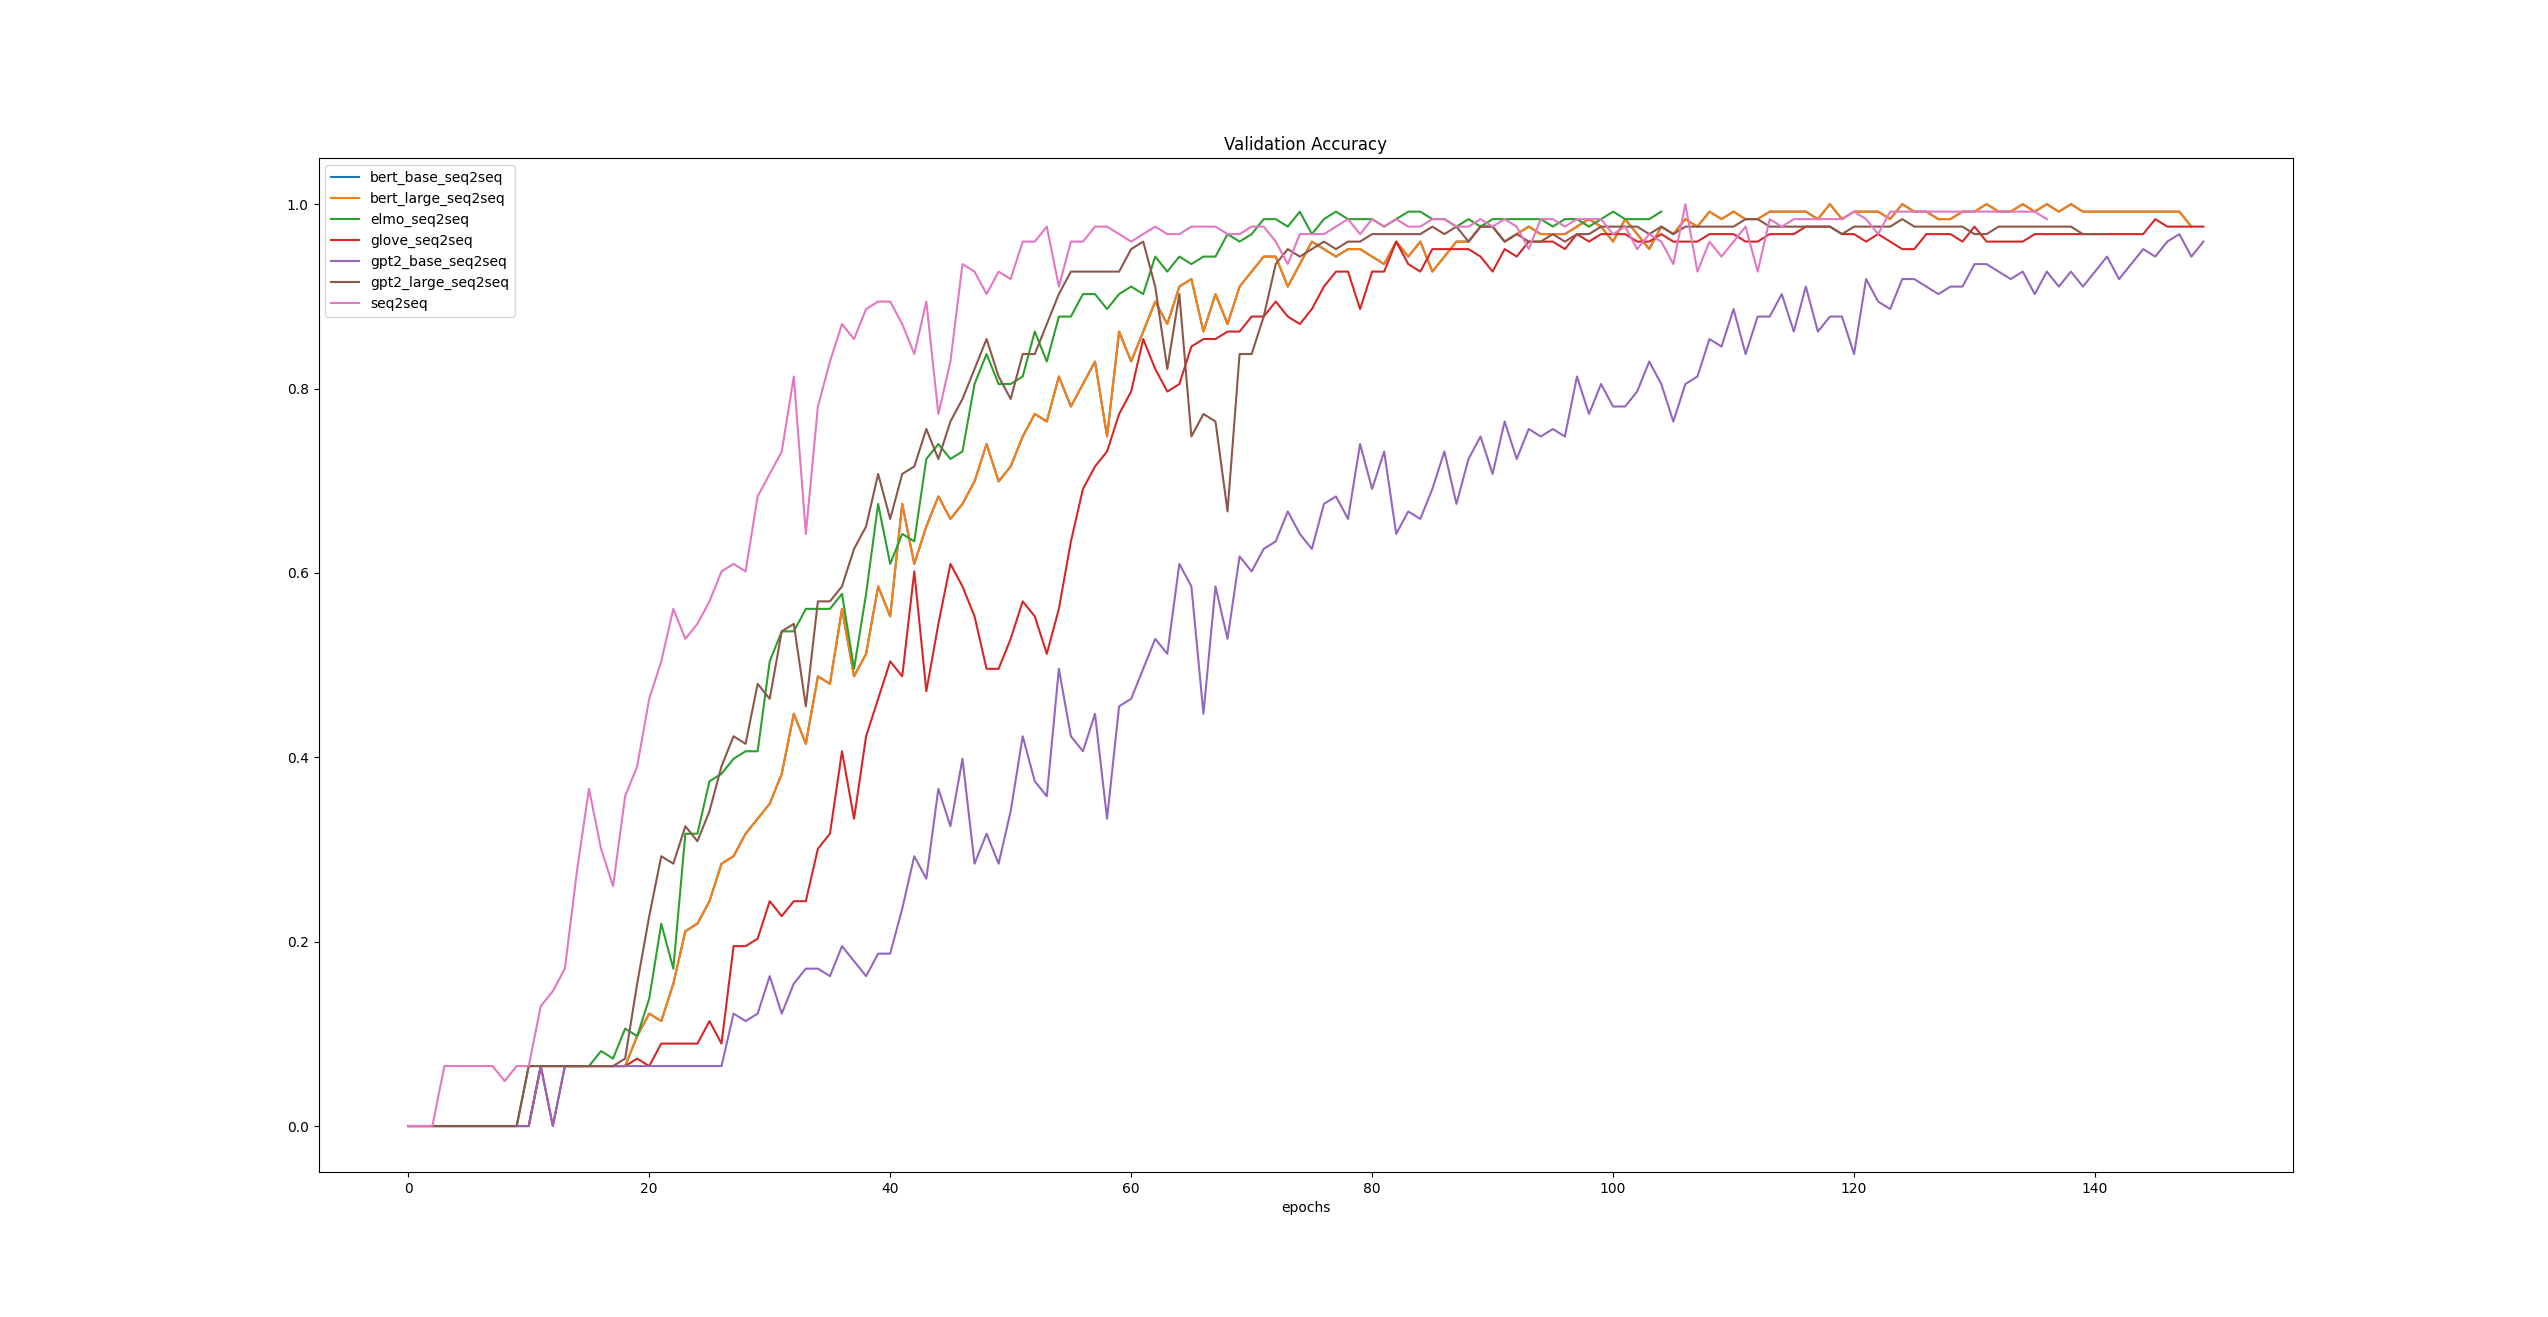 Validation Accuracy
bert_base_seq2seq
bert_large_seq2seq
elmo_seq2seq
glove_seq2seq
gpt2_base_seq2seq
gpt2_large_seq2seq
seq2seq
1.0
0.8
0.6
0.4
0.2
0.0
0 20 40 60 80 100 120 140
epochs